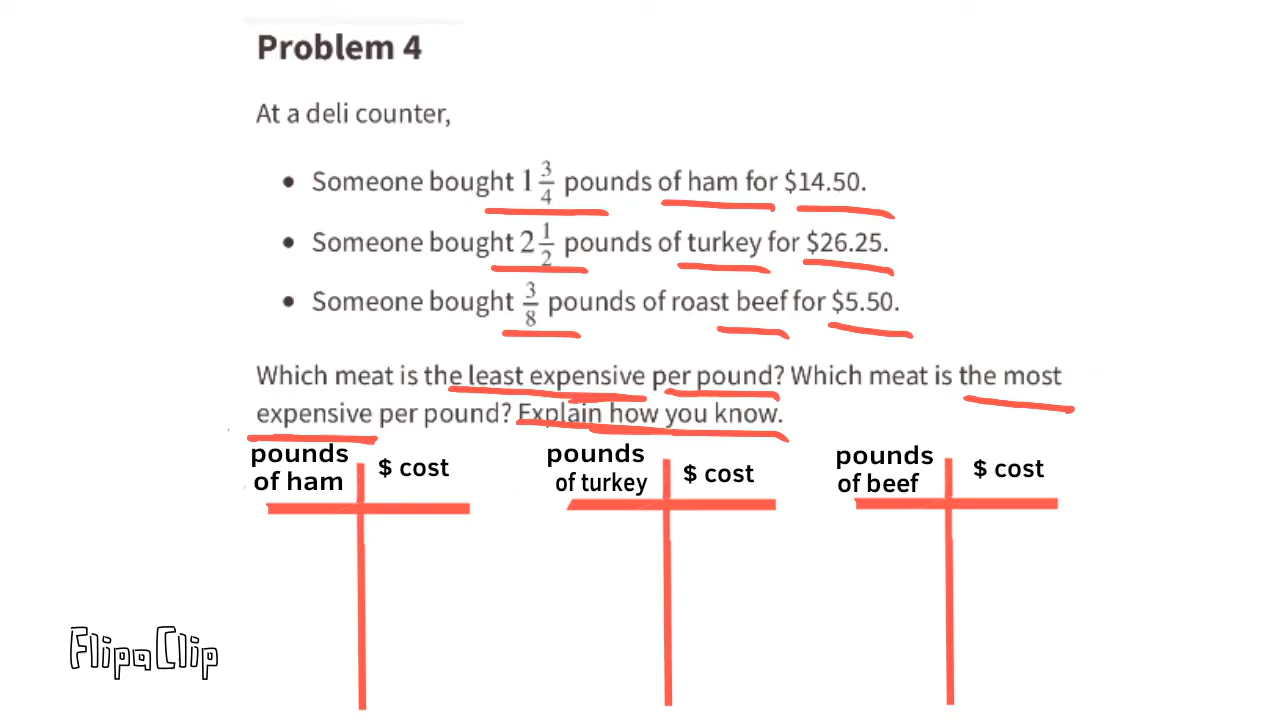 Problem 4
At a deli counter,
• Someone bought 1 3/4 pounds of ham for $14.50.
• Someone bought 2 1/2 pounds of turkey for $26.25.
• Someone bought 3/8 pounds of roast beef for $5.50.
Which meat is the least expensive per pound? Which meat is the most
expensive per pound? Explain how you know.
pounds of ham $ cost
pounds of turkey $ cost
pounds of beef $ cost
FlipaClip